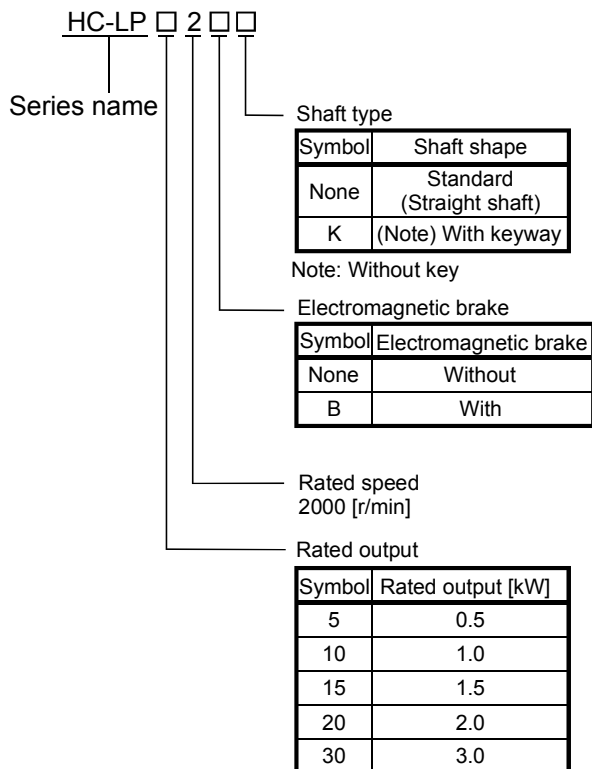 HC-LP □ 2 □ □
Series name
Shaft type
Symbol Shaft shape
None Standard
(Straight shaft)
K (Note) With keyway
Note: Without key
Electromagnetic brake
Symbol Electromagnetic brake
None Without
B With
Rated speed
2000 [r/min]
Rated output
Symbol Rated output [kW]
5 0.5
10 1.0
15 1.5
20 2.0
30 3.0